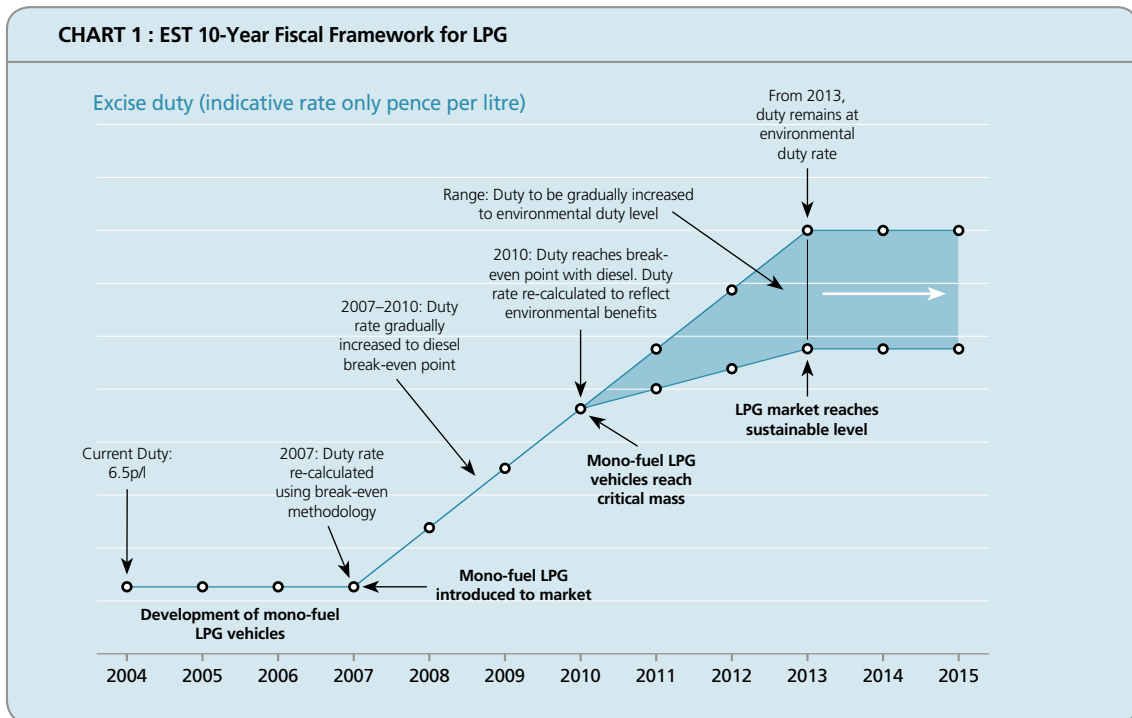 CHART 1 : EST 10-Year Fiscal Framework for LPG
Excise duty (indicative rate only pence per litre)
From 2013,
duty remains at
environmental
duty rate
Range: Duty to be gradually increased
to environmental duty level
2010: Duty reaches break-
even point with diesel. Duty
rate re-calculated to reflect
environmental benefits
2007–2010: Duty
rate gradually
increased to diesel
break-even point
LPG market reaches
sustainable level
Current Duty:
6.5p/l
2007: Duty rate
re-calculated
using break-even
methodology
Mono-fuel LPG
vehicles reach
critical mass
Mono-fuel LPG
introduced to market
Development of mono-fuel
LPG vehicles
2004 2005 2006 2007 2008 2009 2010 2011 2012 2013 2014 2015